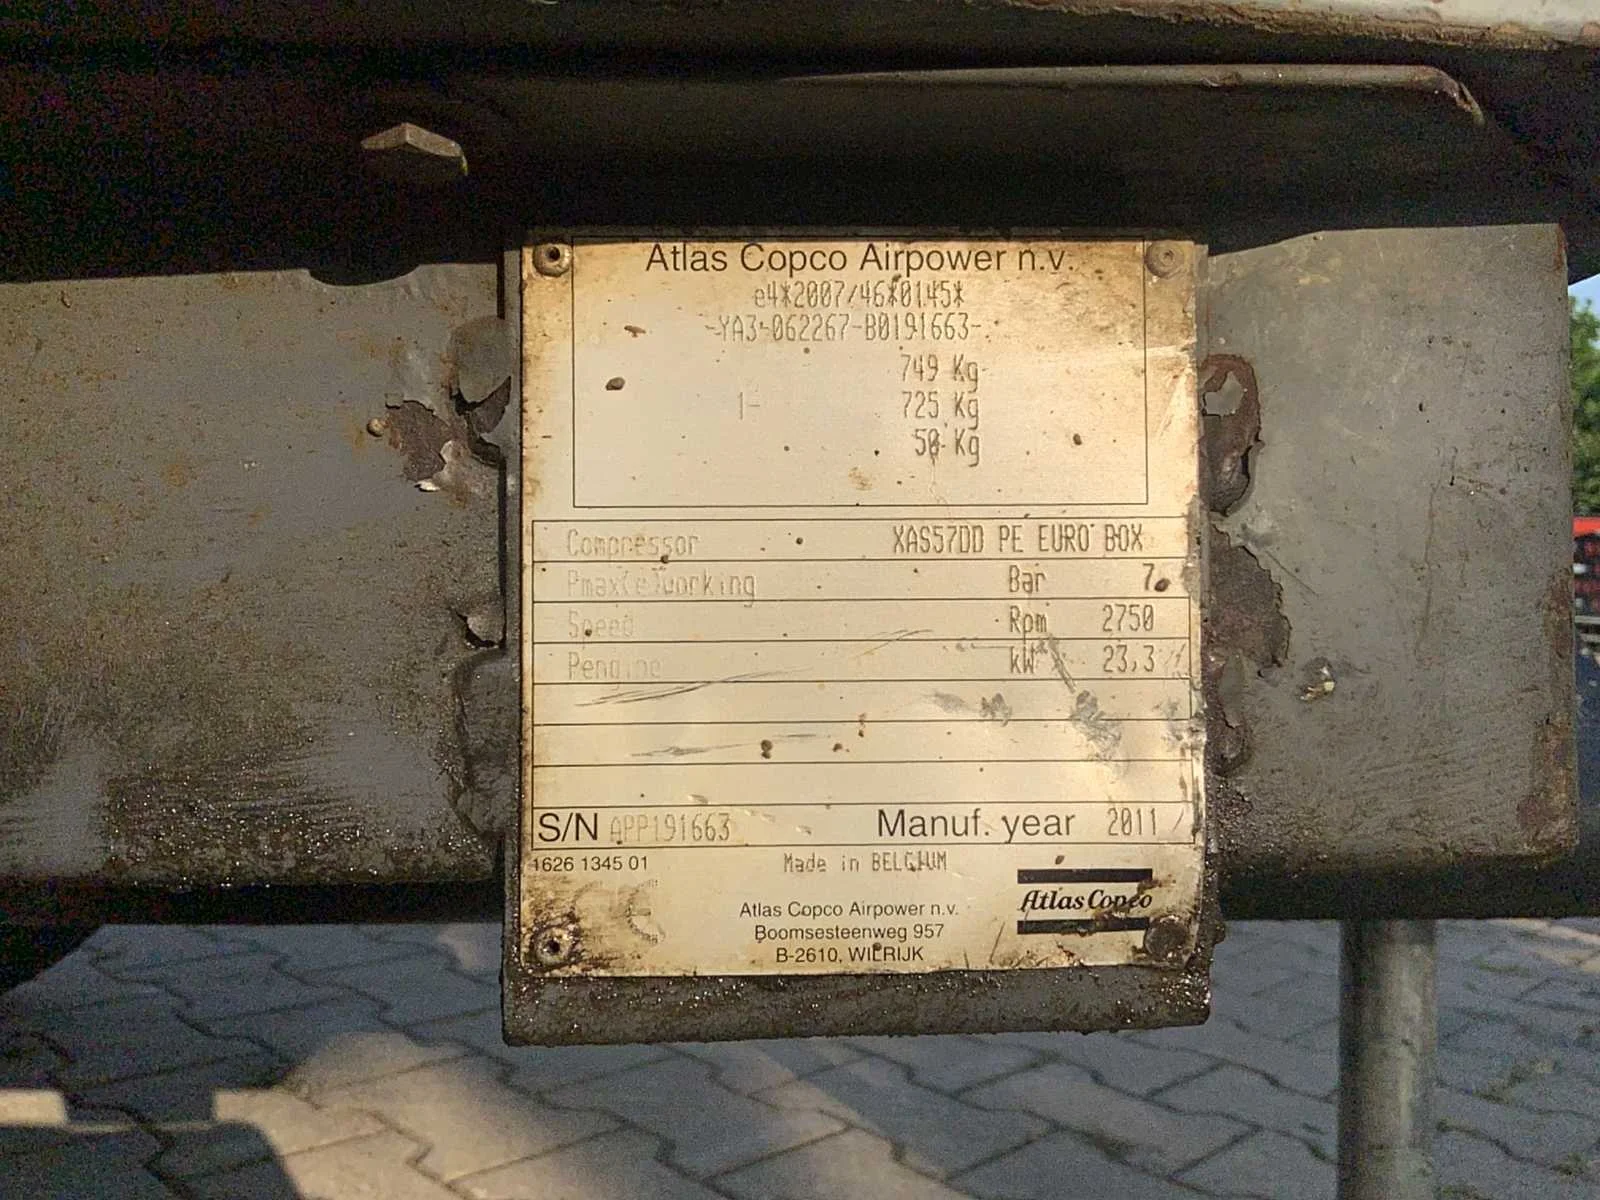 Atlas Copco Airpower n.v.
e4*2007/46*0145*
-YA3-062267-B0191663-
749 Kg
1- 725 Kg
50 Kg
Compressor XAS57DD PE EURO BOX
Pmax(e)working Bar 7
Speed Rpm 2750
Pengine kW 23,3
S/N APP191663 Manuf. year 2011
1626 1345 01 Made in BELGIUM
CE
Atlas Copco
Atlas Copco Airpower n.v.
Boomsesteenweg 957
B-2610, WILRIJK